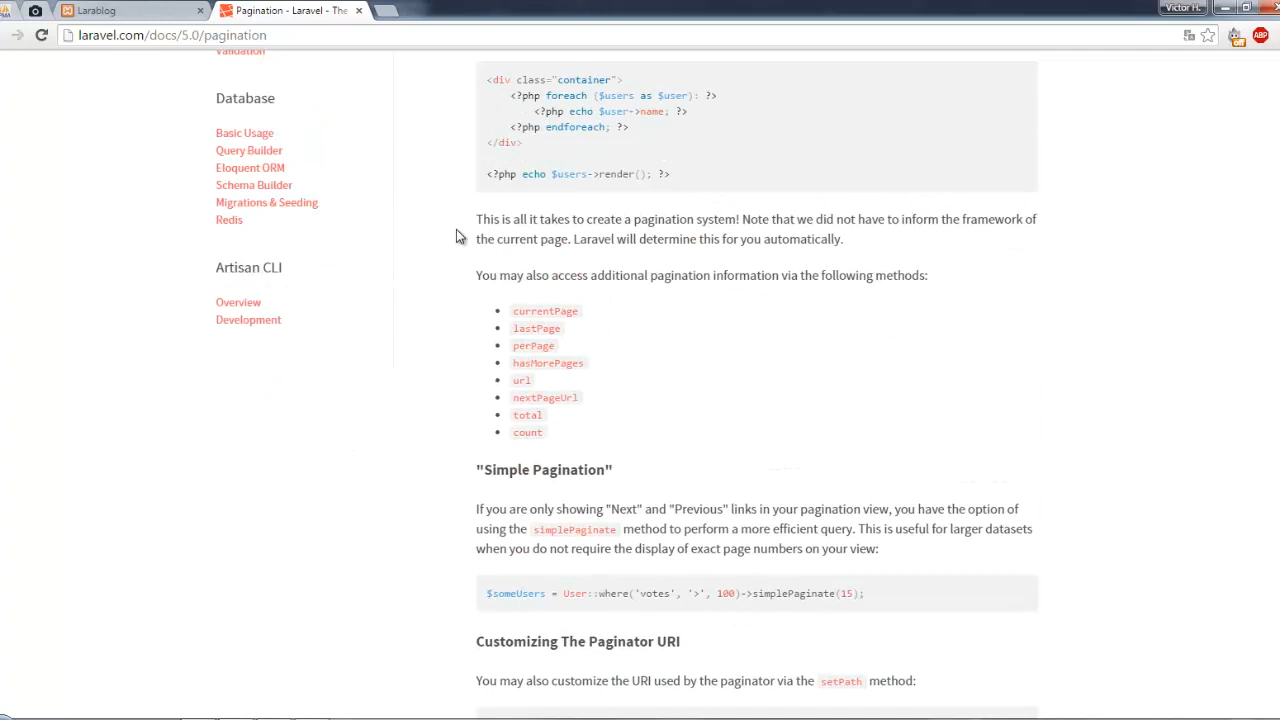 Larablog
Pagination - Laravel - The
Victor H.
laravel.com/docs/5.0/pagination
off
ABP
Validation
Database
Basic Usage
Query Builder
Eloquent ORM
Schema Builder
Migrations & Seeding
Redis
Artisan CLI
Overview
Development
<div class="container">
<?php foreach ($users as $user): ?>
<?php echo $user->name; ?>
<?php endforeach; ?>
</div>
<?php echo $users->render(); ?>
This is all it takes to create a pagination system! Note that we did not have to inform the framework of
the current page. Laravel will determine this for you automatically.
You may also access additional pagination information via the following methods:
currentPage
lastPage
perPage
hasMorePages
url
nextPageUrl
total
count
"Simple Pagination"
If you are only showing "Next" and "Previous" links in your pagination view, you have the option of
using the simplePaginate method to perform a more efficient query. This is useful for larger datasets
when you do not require the display of exact page numbers on your view:
$someUsers = User::where('votes', '>', 100)->simplePaginate(15);
Customizing The Paginator URI
You may also customize the URI used by the paginator via the setPath method: